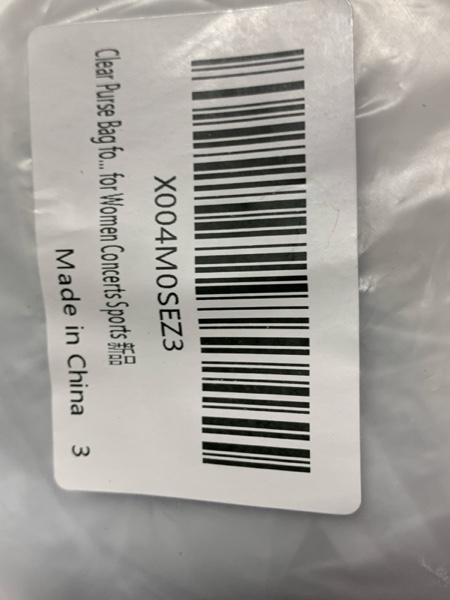 X004M0SEZ3
Clear Purse Bag fo... for Women Concerts Sports 新品
Made in China 3